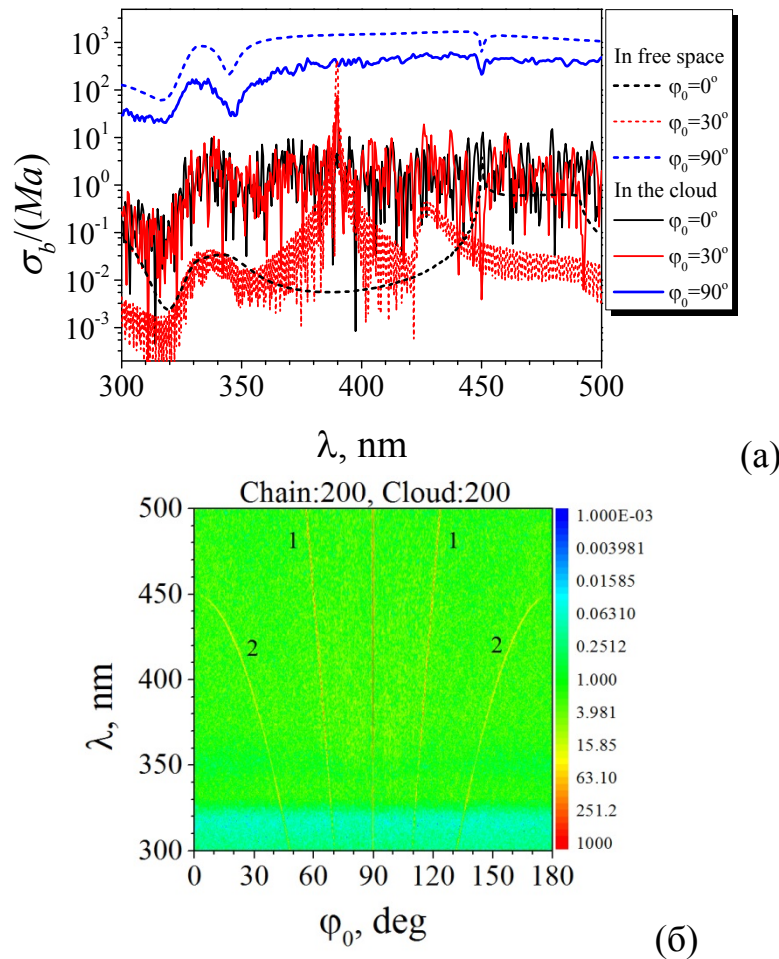 10³
10²
10¹
10⁰
10⁻¹
10⁻²
10⁻³
σ_b/(Ma)
300 350 400 450 500
λ, nm
In free space
φ₀=0°
φ₀=30°
φ₀=90°
In the cloud
φ₀=0°
φ₀=30°
φ₀=90°
(a)
Chain:200, Cloud:200
500
450
400
350
300
λ, nm
1 1
2 2
0 30 60 90 120 150 180
φ₀, deg
1.000E-03
0.003981
0.01585
0.06310
0.2512
1.000
3.981
15.85
63.10
251.2
1000
(б)